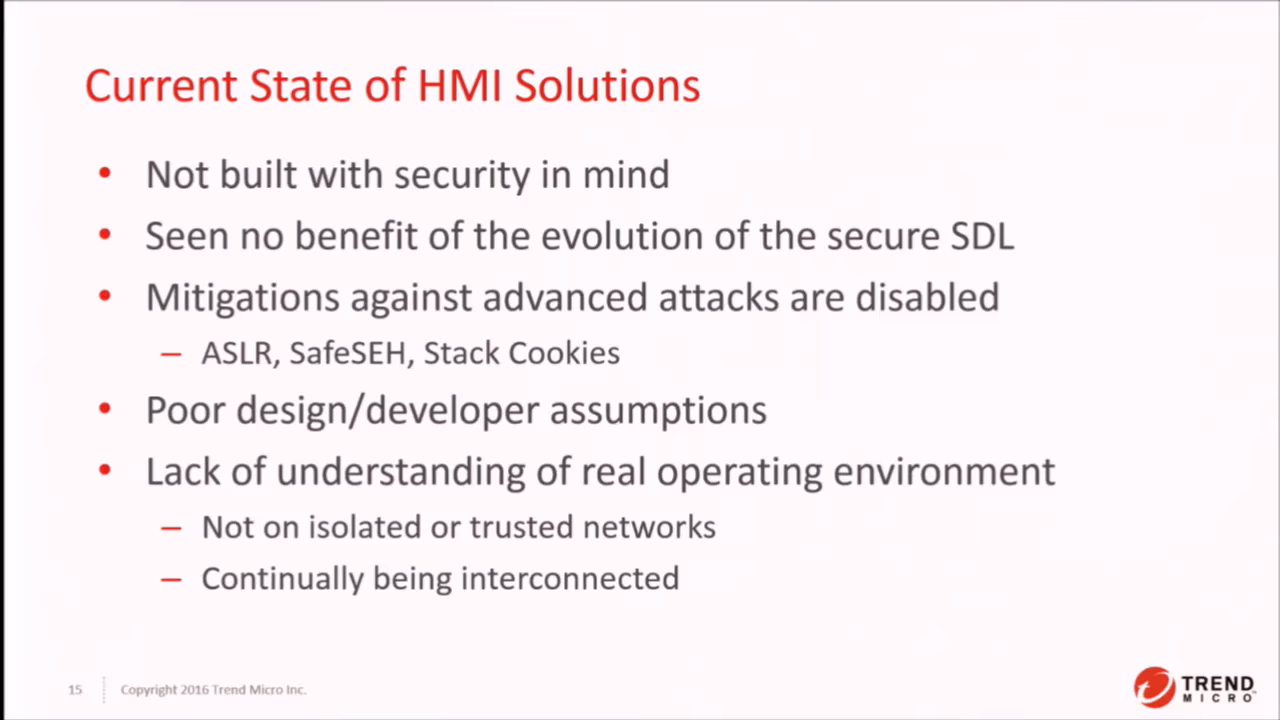 Current State of HMI Solutions
• Not built with security in mind
• Seen no benefit of the evolution of the secure SDL
• Mitigations against advanced attacks are disabled
– ASLR, SafeSEH, Stack Cookies
• Poor design/developer assumptions
• Lack of understanding of real operating environment
– Not on isolated or trusted networks
– Continually being interconnected
15
Copyright 2016 Trend Micro Inc.
TREND
MICRO